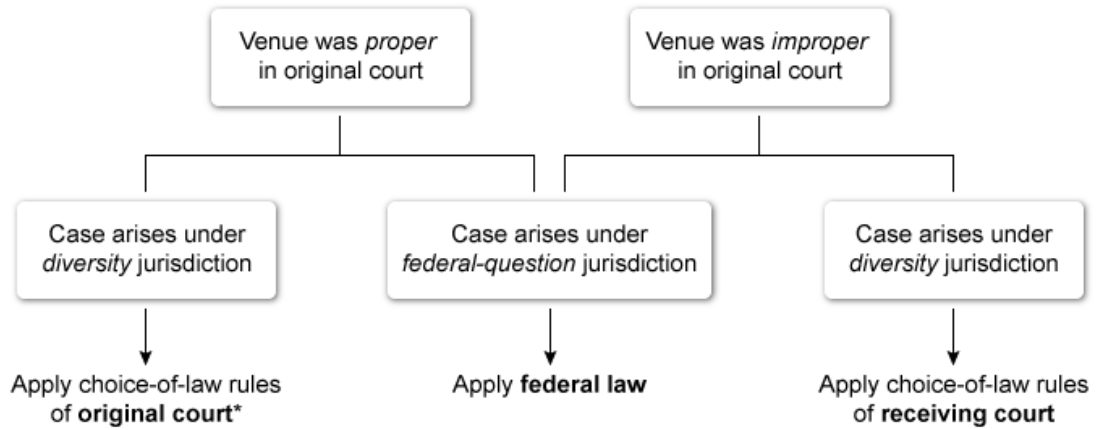 Venue was proper
in original court
Venue was improper
in original court
Case arises under
diversity jurisdiction
Case arises under
federal-question jurisdiction
Case arises under
diversity jurisdiction
Apply choice-of-law rules
of original court*
Apply federal law
Apply choice-of-law rules
of receiving court